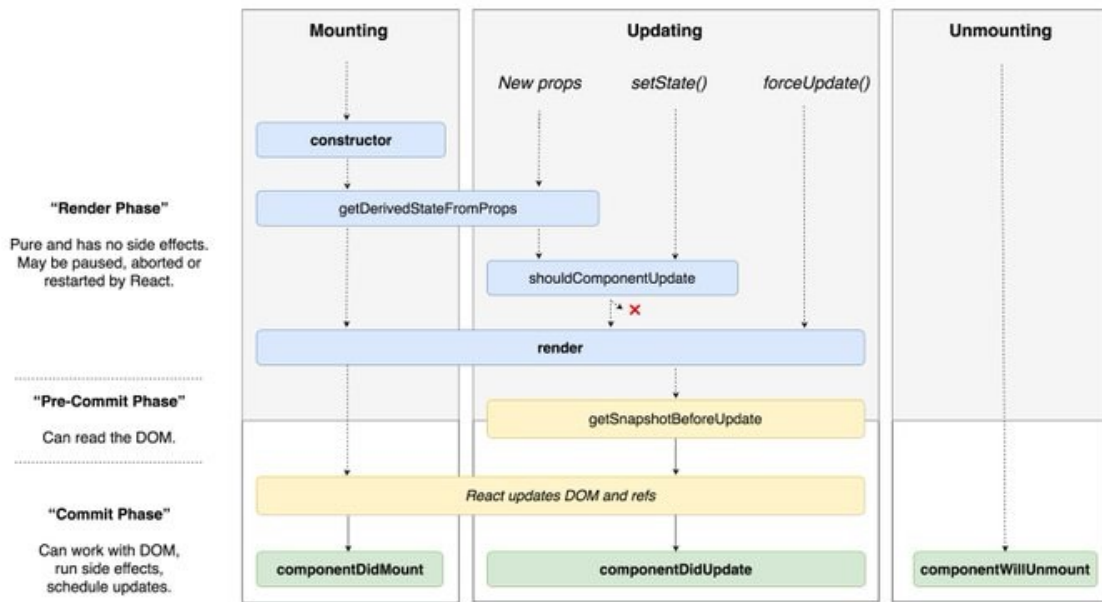 Mounting
Updating
Unmounting
New props
setState()
forceUpdate()
constructor
“Render Phase”
getDerivedStateFromProps
Pure and has no side effects.
May be paused, aborted or
restarted by React.
shouldComponentUpdate
render
“Pre-Commit Phase”
Can read the DOM.
getSnapshotBeforeUpdate
React updates DOM and refs
“Commit Phase”
Can work with DOM,
run side effects,
schedule updates.
componentDidMount
componentDidUpdate
componentWillUnmount